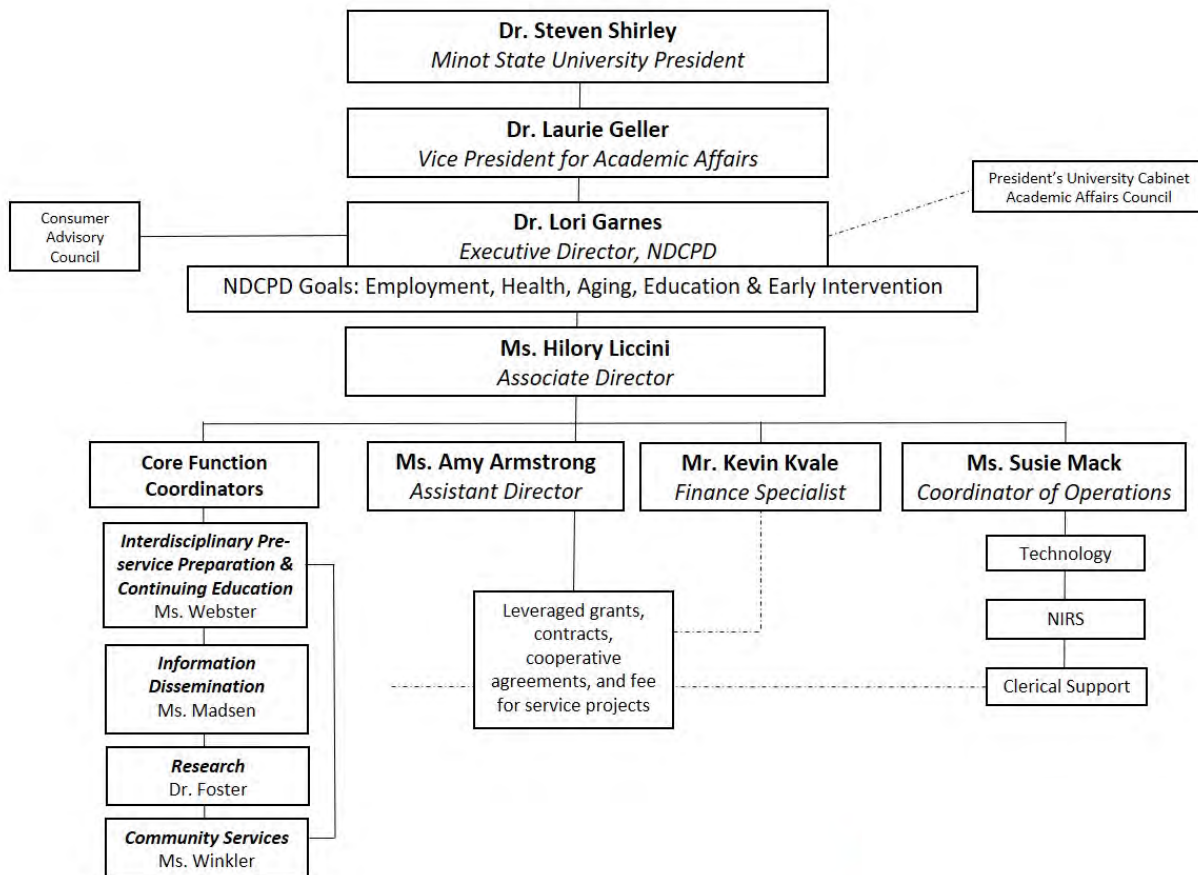 Dr. Steven Shirley
Minot State University President
Dr. Laurie Geller
Vice President for Academic Affairs
President's University Cabinet
Academic Affairs Council
Consumer
Advisory
Council
Dr. Lori Garnes
Executive Director, NDCPD
NDCPD Goals: Employment, Health, Aging, Education & Early Intervention
Ms. Hilory Liccini
Associate Director
Core Function
Coordinators
Ms. Amy Armstrong
Assistant Director
Mr. Kevin Kvale
Finance Specialist
Ms. Susie Mack
Coordinator of Operations
Interdisciplinary Pre-
service Preparation &
Continuing Education
Ms. Webster
Information
Dissemination
Ms. Madsen
Research
Dr. Foster
Community Services
Ms. Winkler
Leveraged grants,
contracts,
cooperative
agreements, and fee
for service projects
Technology
NIRS
Clerical Support